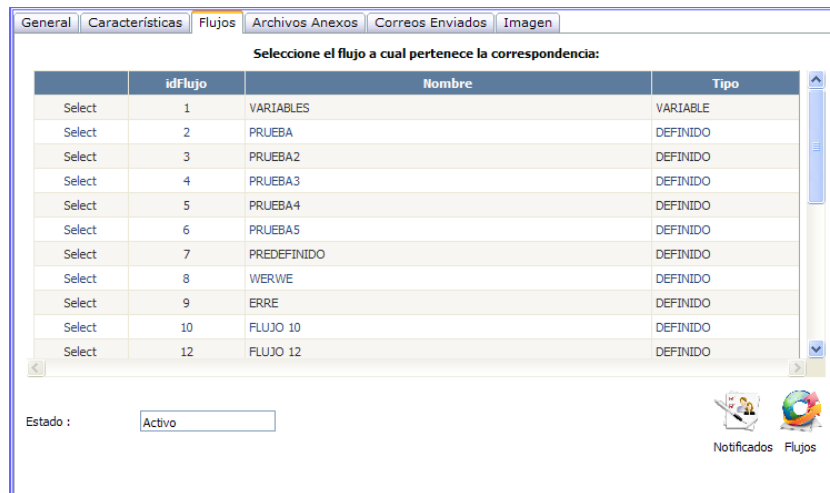 General Características Flujos Archivos Anexos Correos Enviados Imagen
Seleccione el flujo a cual pertenece la correspondencia:
idFlujo Nombre Tipo
Select 1 VARIABLES VARIABLE
Select 2 PRUEBA DEFINIDO
Select 3 PRUEBA2 DEFINIDO
Select 4 PRUEBA3 DEFINIDO
Select 5 PRUEBA4 DEFINIDO
Select 6 PRUEBA5 DEFINIDO
Select 7 PREDEFINIDO DEFINIDO
Select 8 WERWE DEFINIDO
Select 9 ERRE DEFINIDO
Select 10 FLUJO 10 DEFINIDO
Select 12 FLUJO 12 DEFINIDO
Estado : Activo
Notificados Flujos